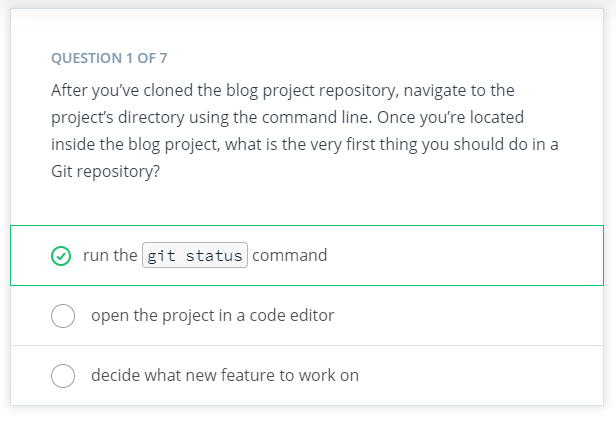 QUESTION 1 OF 7
After you’ve cloned the blog project repository, navigate to the
project’s directory using the command line. Once you’re located
inside the blog project, what is the very first thing you should do in a
Git repository?
run the git status command
open the project in a code editor
decide what new feature to work on